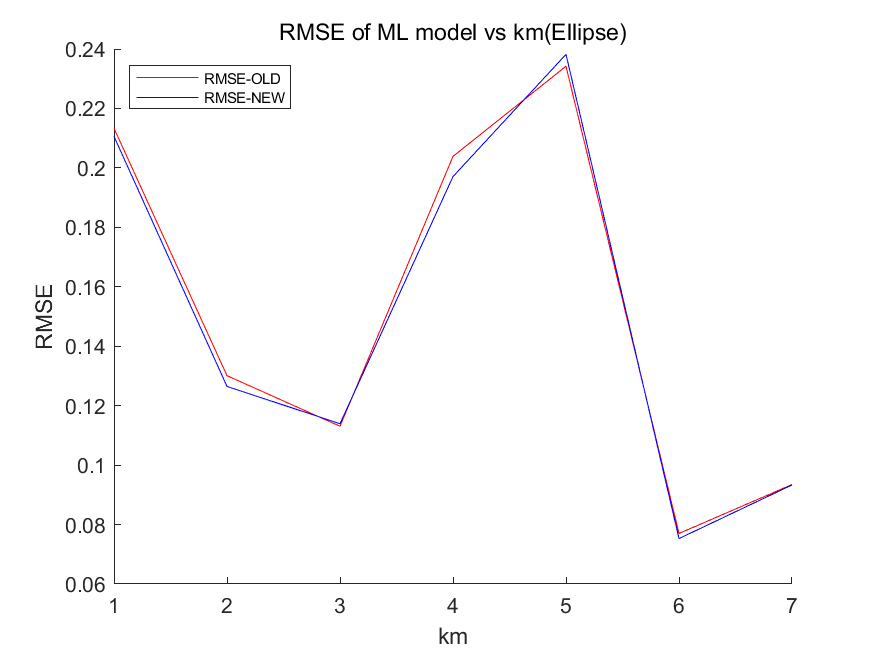 RMSE of ML model vs km(Ellipse)
0.24
RMSE-OLD
RMSE-NEW
0.22
0.2
0.18
0.16
RMSE
0.14
0.12
0.1
0.08
0.06
1 2 3 4 5 6 7
km